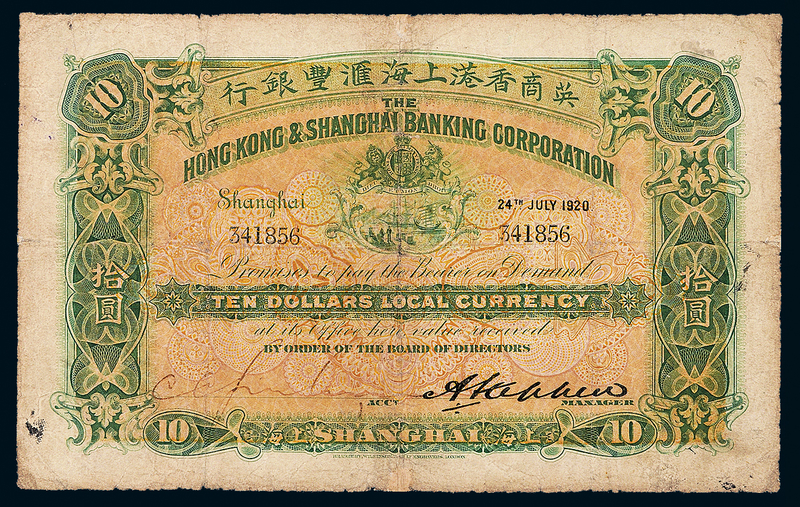 10
行銀豐滙海上港香商英
10
THE
HONG KONG & SHANGHAI BANKING CORPORATION
Shanghai
24TH JULY 1920
341856
341856
Promises to pay the Bearer on Demand
拾圓
TEN DOLLARS LOCAL CURRENCY
拾圓
at its Office here value received
BY ORDER OF THE BOARD OF DIRECTORS
ACCT
MANAGER
10
SHANGHAI
10